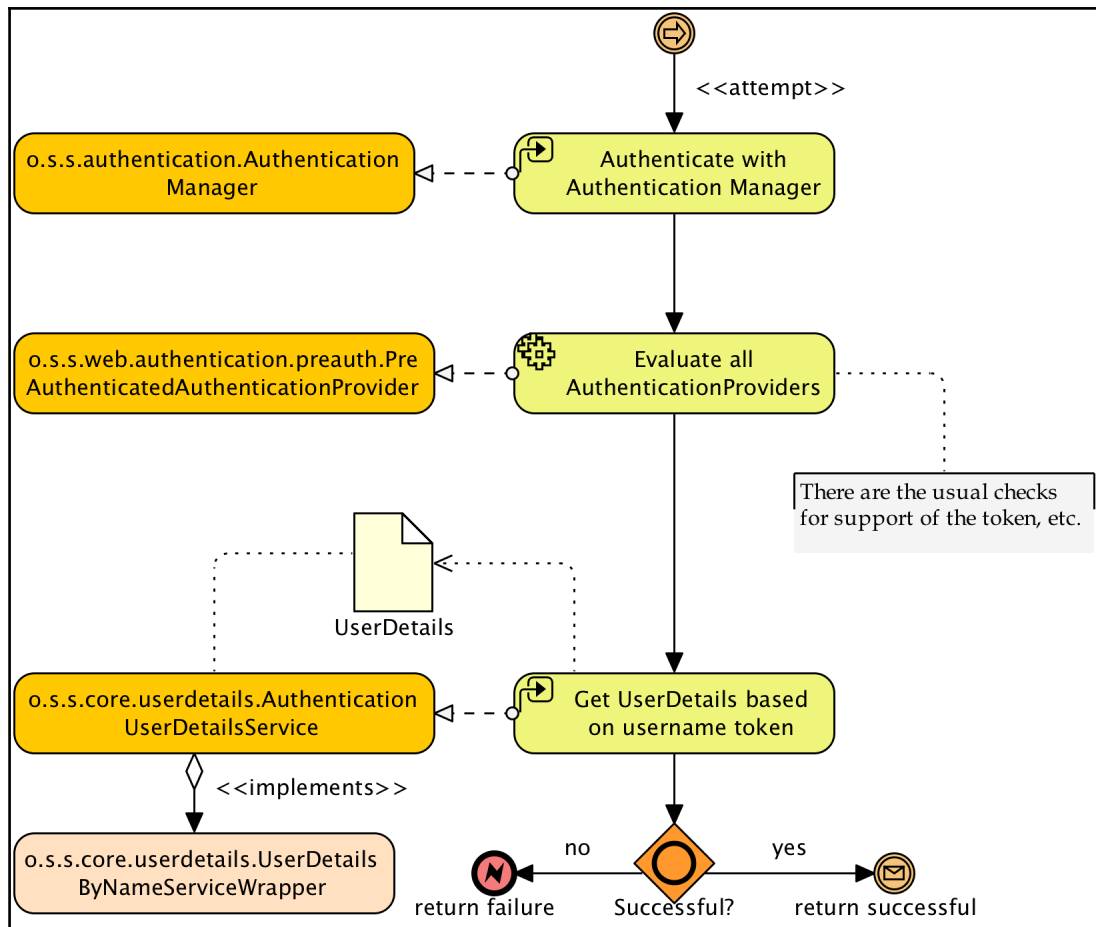 <<attempt>>
o.s.s.authentication.Authentication
Manager
Authenticate with
Authentication Manager
o.s.s.web.authentication.preauth.Pre
AuthenticatedAuthenticationProvider
Evaluate all
AuthenticationProviders
There are the usual checks
for support of the token, etc.
UserDetails
o.s.s.core.userdetails.Authentication
UserDetailsService
Get UserDetails based
on username token
<<implements>>
o.s.s.core.userdetails.UserDetails
ByNameServiceWrapper
no
yes
return failure
Successful?
return successful